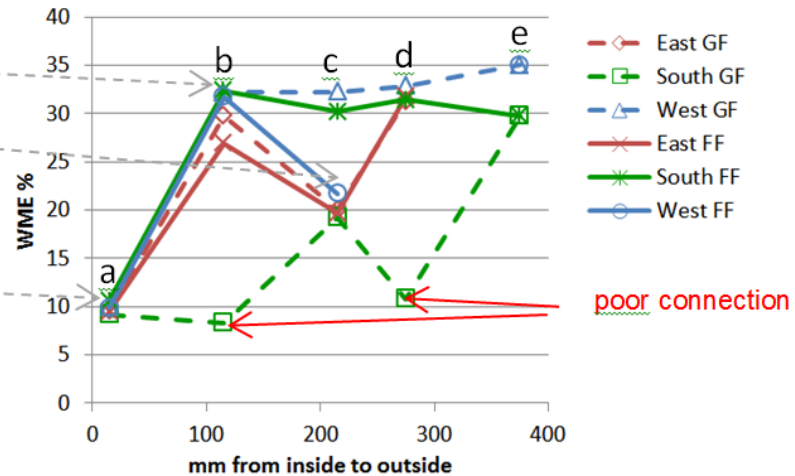 WME %
40
35
30
25
20
15
10
5
0
a
b
c
d
e
0 100 200 300 400
mm from inside to outside
East GF
South GF
West GF
East FF
South FF
West FF
poor connection